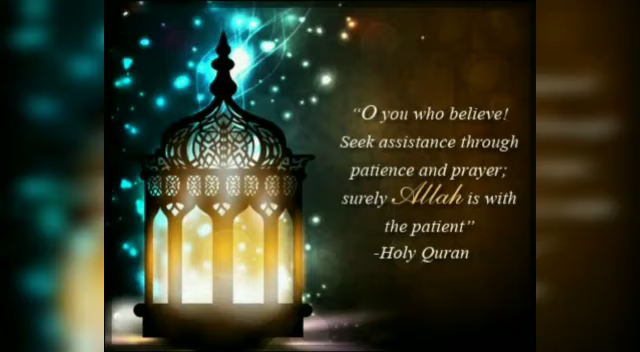 “O you who believe!
Seek assistance through
patience and prayer;
surely Allah is with
the patient”
-Holy Quran